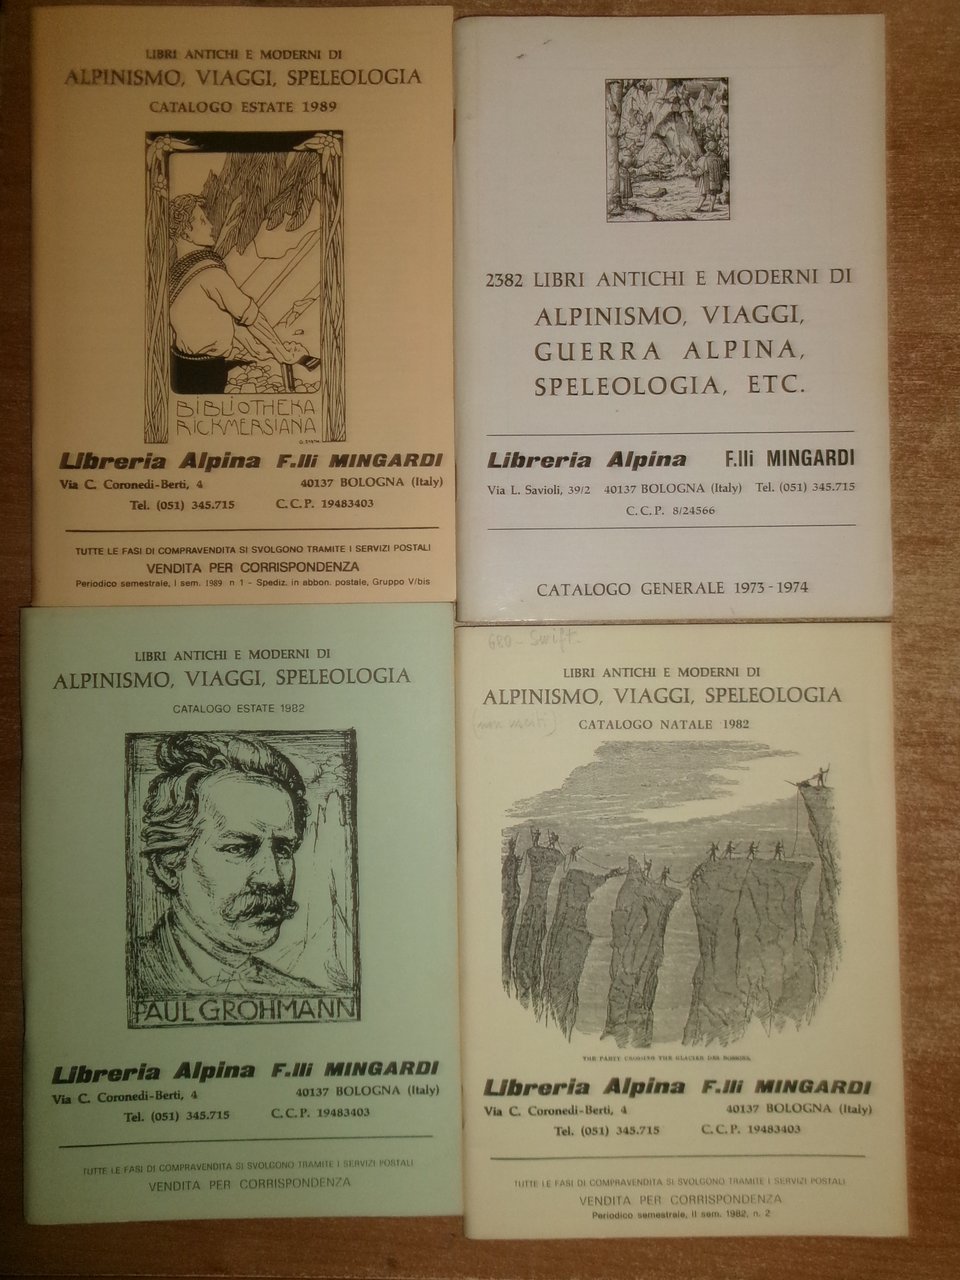 LIBRI ANTICHI E MODERNI DI
ALPINISMO, VIAGGI, SPELEOLOGIA
CATALOGO ESTATE 1989
BIBLIOTHEKA
RICKMERSIANA
Libreria Alpina F.lli MINGARDI
Via C. Coronedi-Berti, 4 40137 BOLOGNA (Italy)
Tel. (051) 345.715 C.C.P. 19483403
TUTTE LE FASI DI COMPRAVENDITA SI SVOLGONO TRAMITE I SERVIZI POSTALI
VENDITA PER CORRISPONDENZA
Periodico semestrale, I sem. 1989 n 1 - Spediz. in abbon. postale, Gruppo V/bis
2382 LIBRI ANTICHI E MODERNI DI
ALPINISMO, VIAGGI,
GUERRA ALPINA,
SPELEOLOGIA, ETC.
Libreria Alpina F.lli MINGARDI
Via L. Savioli, 39/2 40137 BOLOGNA (Italy) Tel. (051) 345.715
C.C.P. 8/24566
CATALOGO GENERALE 1973-1974
LIBRI ANTICHI E MODERNI DI
ALPINISMO, VIAGGI, SPELEOLOGIA
CATALOGO ESTATE 1982
PAUL GROHMANN
Libreria Alpina F.lli MINGARDI
Via C. Coronedi-Berti, 4 40137 BOLOGNA (Italy)
Tel. (051) 345.715 C.C.P. 19483403
TUTTE LE FASI DI COMPRAVENDITA SI SVOLGONO TRAMITE I SERVIZI POSTALI
VENDITA PER CORRISPONDENZA
680 - Swift
LIBRI ANTICHI E MODERNI DI
ALPINISMO, VIAGGI, SPELEOLOGIA
CATALOGO NATALE 1982
THE PARTY CROSSING THE GLACIER DES BOSSONS.
Libreria Alpina F.lli MINGARDI
Via C. Coronedi-Berti, 4 40137 BOLOGNA (Italy)
Tel. (051) 345.715 C.C.P. 19483403
TUTTE LE FASI DI COMPRAVENDITA SI SVOLGONO TRAMITE I SERVIZI POSTALI
VENDITA PER CORRISPONDENZA
Periodico semestrale, II sem. 1982, n. 2